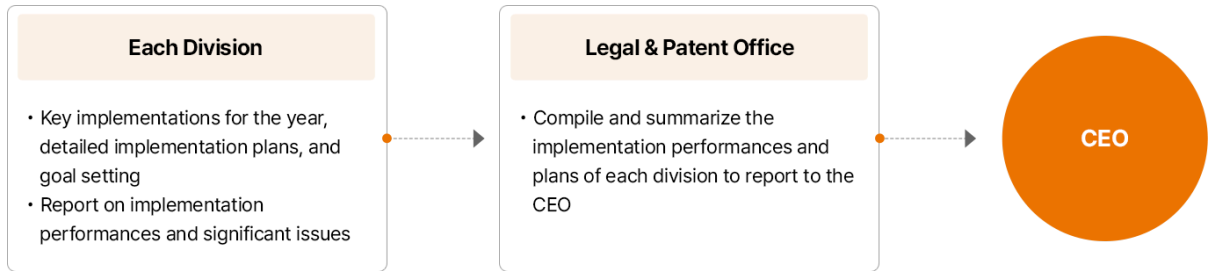 Each Division
• Key implementations for the year,
detailed implementation plans, and
goal setting
• Report on implementation
performances and significant issues
Legal & Patent Office
• Compile and summarize the
implementation performances and
plans of each division to report to the
CEO
CEO